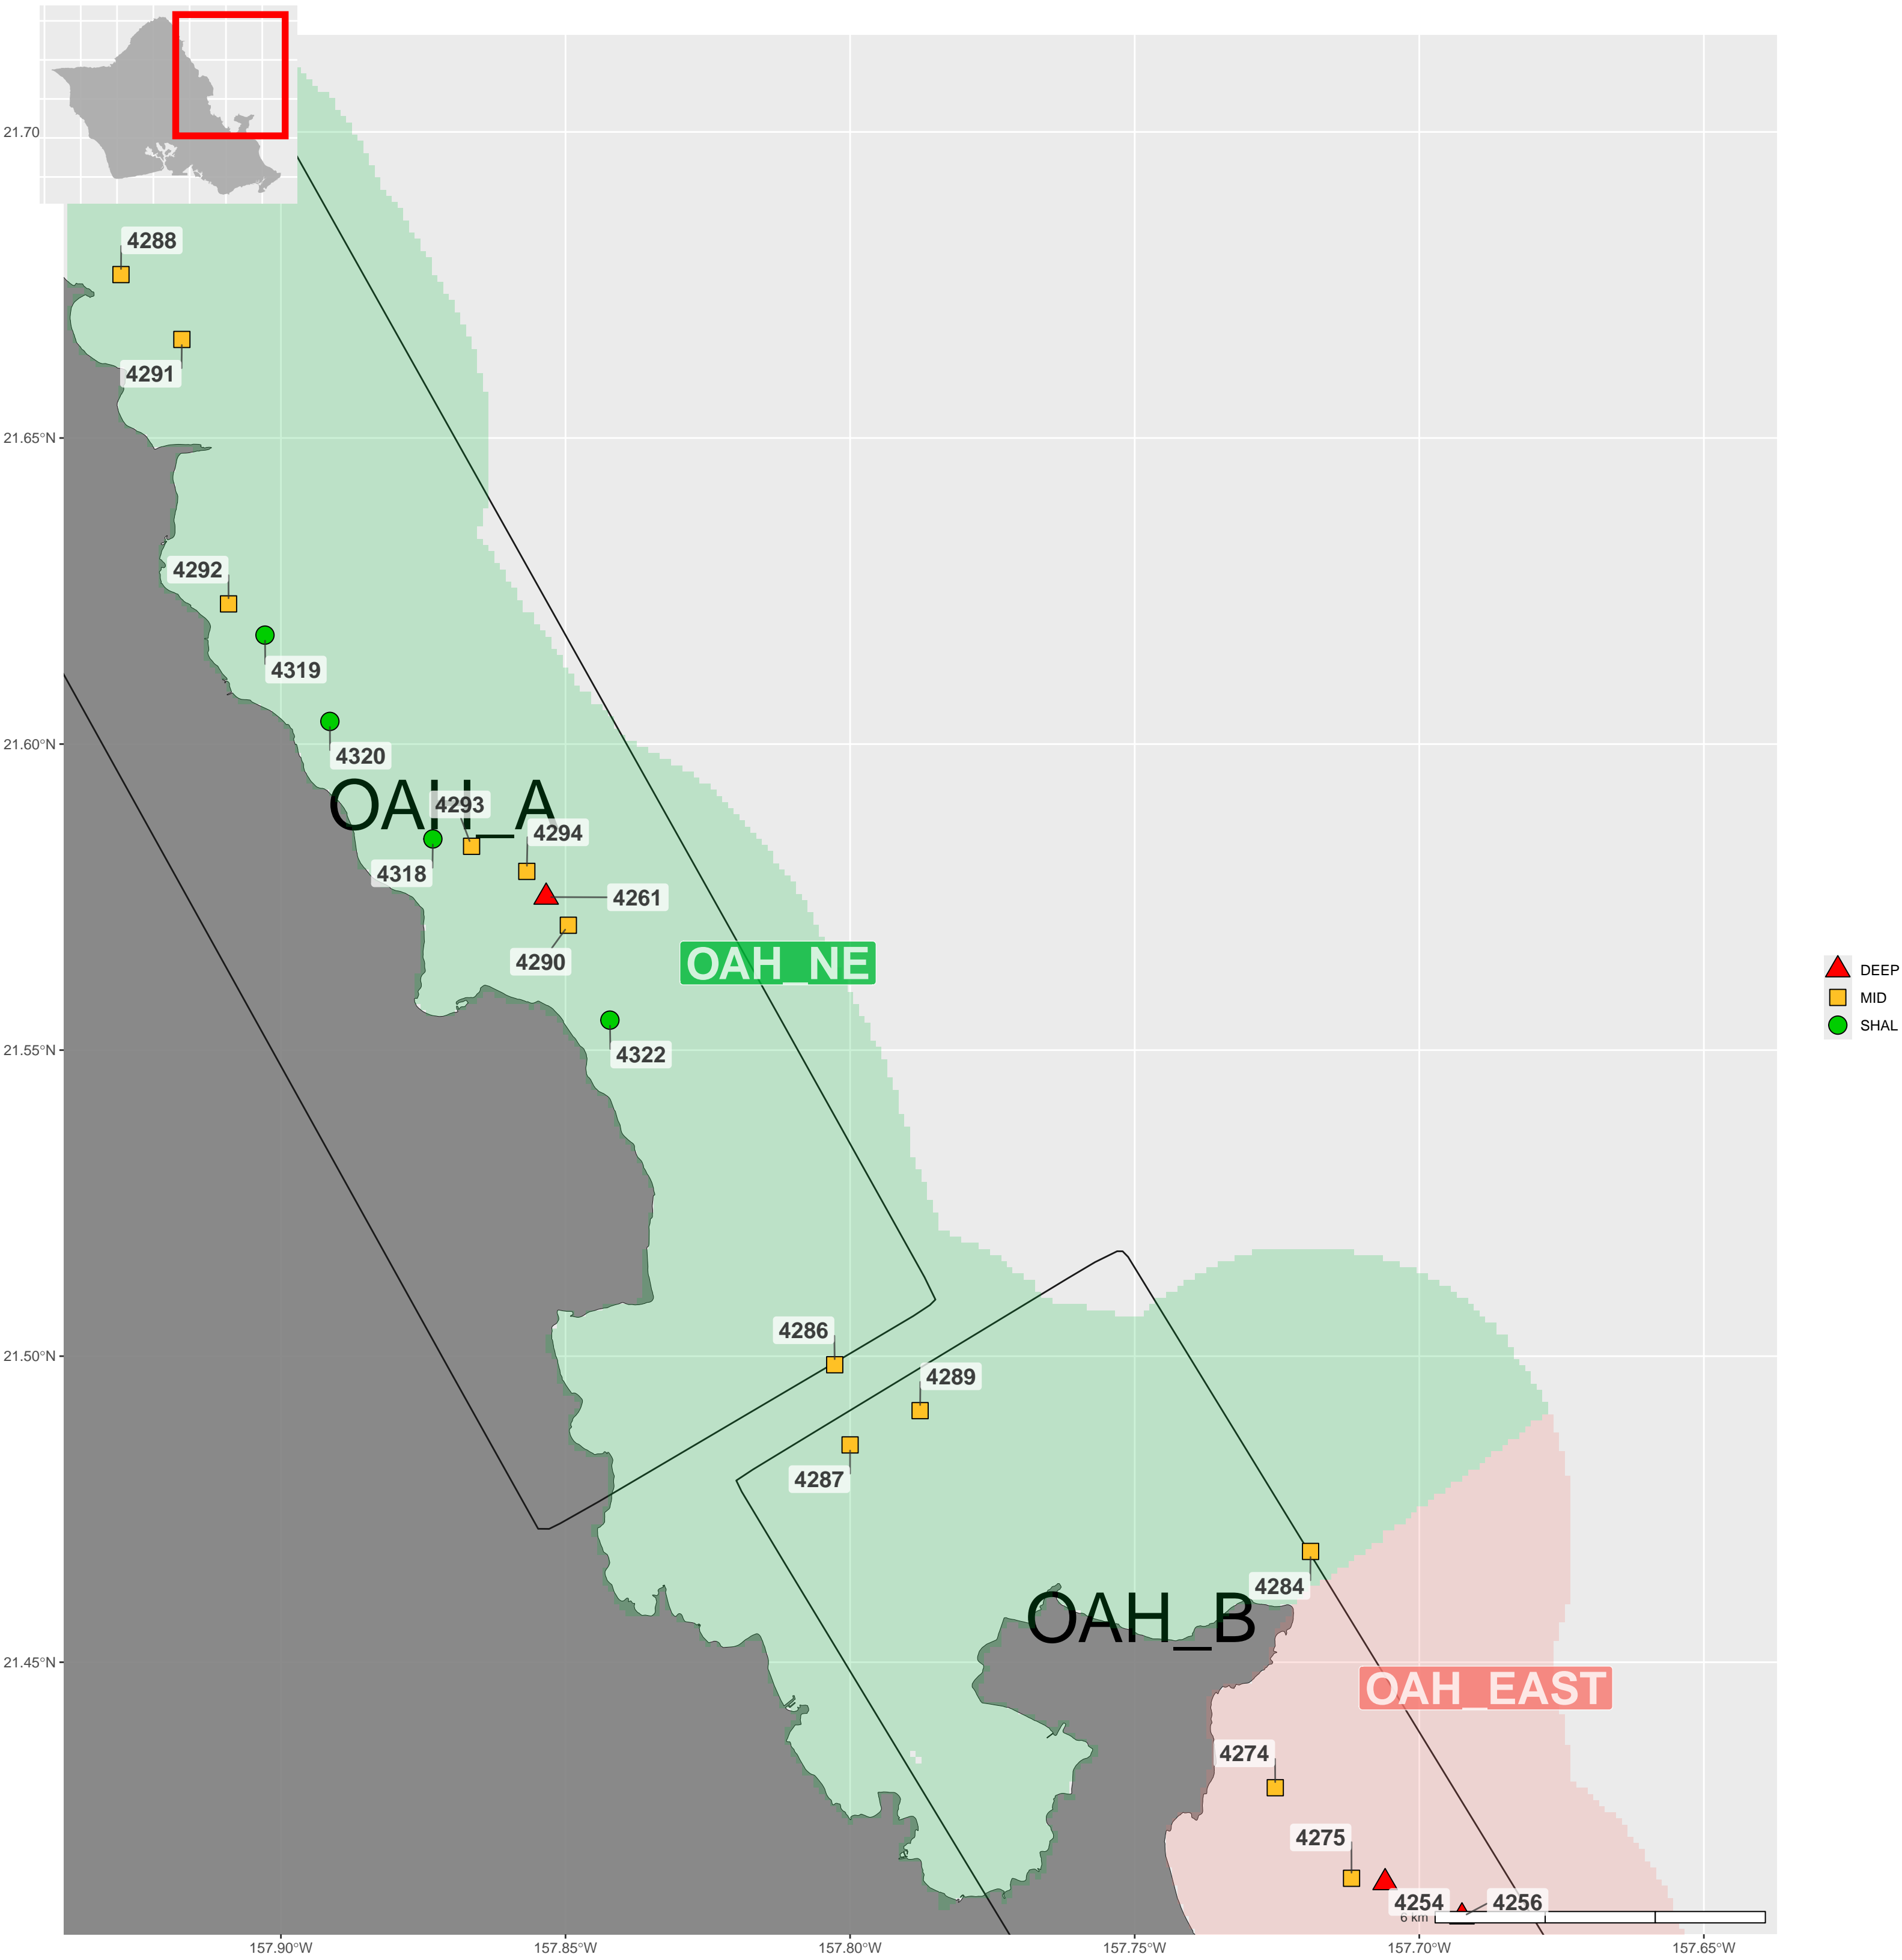 21.70
4288
4291
21.65°N
4292
4319
21.60°N
4320
OAH_A
4293
4294
4318
4261
4290
OAH_NE
DEEP
MID
SHAL
21.55°N
4322
4286
21.50°N
4289
4287
4284
OAH_B
21.45°N
OAH_EAST
4274
4275
4254
4256
6 km
157.90°W
157.85°W
157.80°W
157.75°W
157.70°W
157.65°W